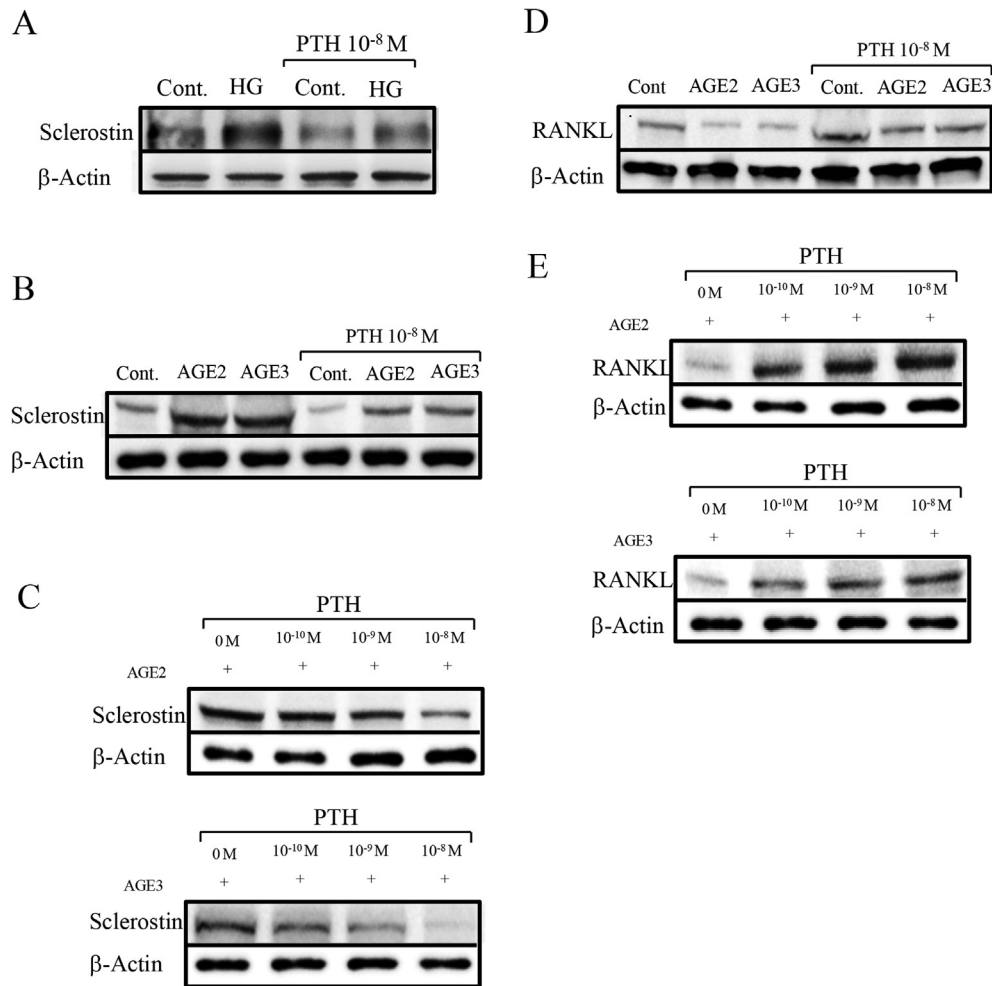 A
PTH 10⁻⁸ M
Cont. HG Cont. HG
Sclerostin
β-Actin
B
PTH 10⁻⁸ M
Cont. AGE2 AGE3 Cont. AGE2 AGE3
Sclerostin
β-Actin
C
PTH
0 M 10⁻¹⁰ M 10⁻⁹ M 10⁻⁸ M
AGE2 + + + +
Sclerostin
β-Actin
PTH
0 M 10⁻¹⁰ M 10⁻⁹ M 10⁻⁸ M
AGE3 + + + +
Sclerostin
β-Actin
D
PTH 10⁻⁸ M
Cont AGE2 AGE3 Cont. AGE2 AGE3
RANKL
β-Actin
E
PTH
0 M 10⁻¹⁰ M 10⁻⁹ M 10⁻⁸ M
AGE2 + + + +
RANKL
β-Actin
PTH
0 M 10⁻¹⁰ M 10⁻⁹ M 10⁻⁸ M
AGE3 + + + +
RANKL
β-Actin